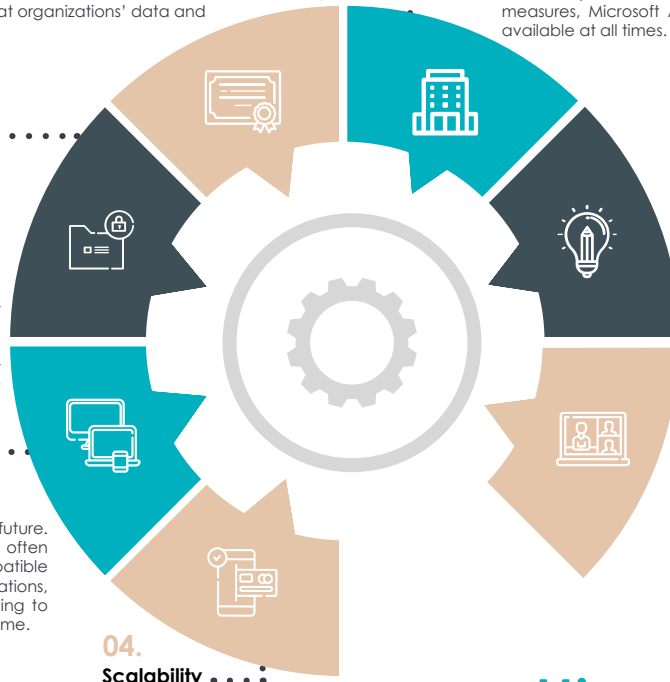 at organizations' data and
measures, Microsoft
available at all times.
future.
often
patible
ations,
ing to
me.
04.
Scalability